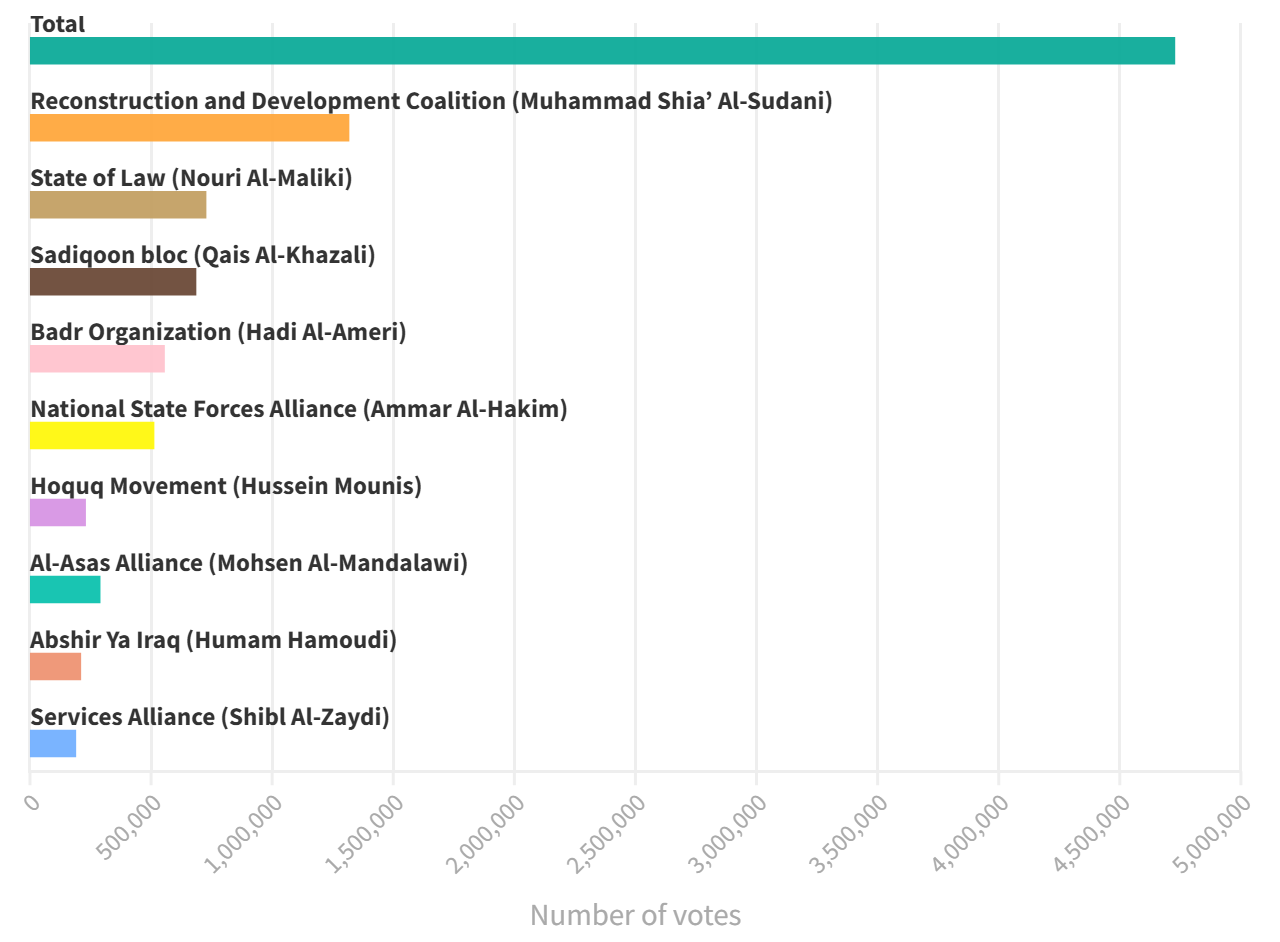 Total
Reconstruction and Development Coalition (Muhammad Shia’ Al-Sudani)
State of Law (Nouri Al-Maliki)
Sadiqoon bloc (Qais Al-Khazali)
Badr Organization (Hadi Al-Ameri)
National State Forces Alliance (Ammar Al-Hakim)
Hoquq Movement (Hussein Mounis)
Al-Asas Alliance (Mohsen Al-Mandalawi)
Abshir Ya Iraq (Humam Hamoudi)
Services Alliance (Shibl Al-Zaydi)
0
500,000
1,000,000
1,500,000
2,000,000
2,500,000
3,000,000
3,500,000
4,000,000
4,500,000
5,000,000
Number of votes